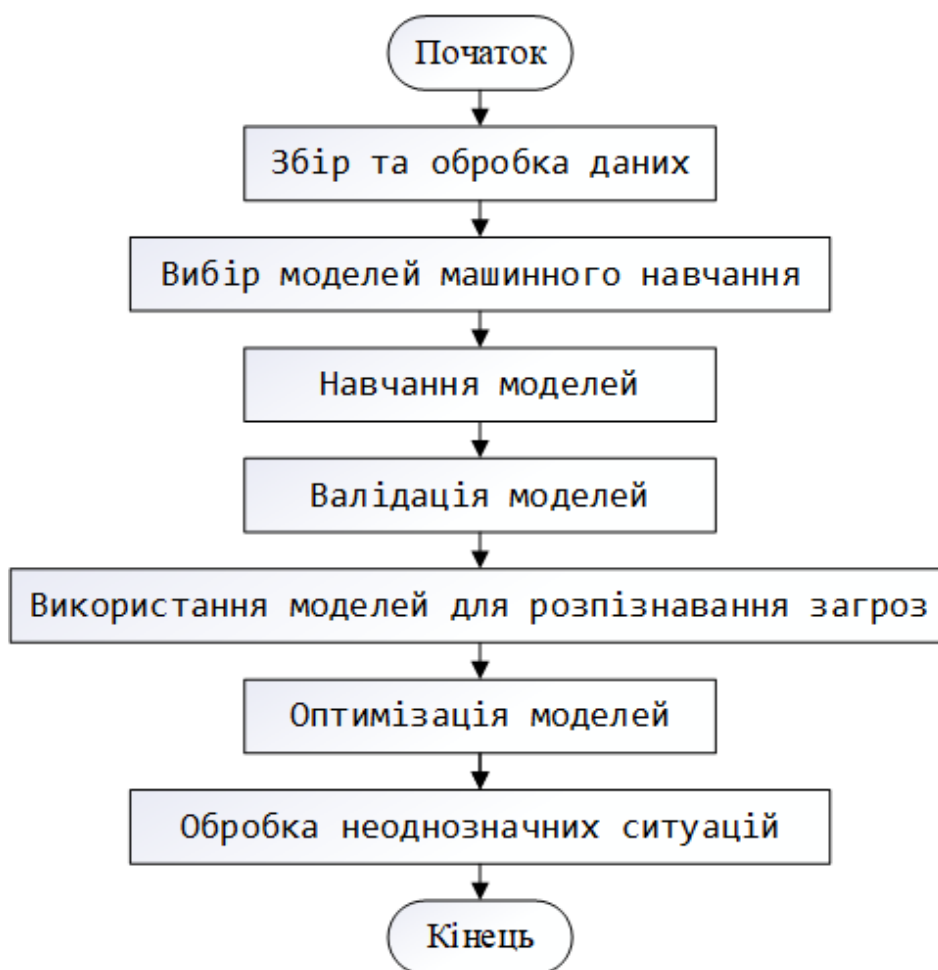 Початок
Збір та обробка даних
Вибір моделей машинного навчання
Навчання моделей
Валідація моделей
Використання моделей для розпізнавання загроз
Оптимізація моделей
Обробка неоднозначних ситуацій
Кінець